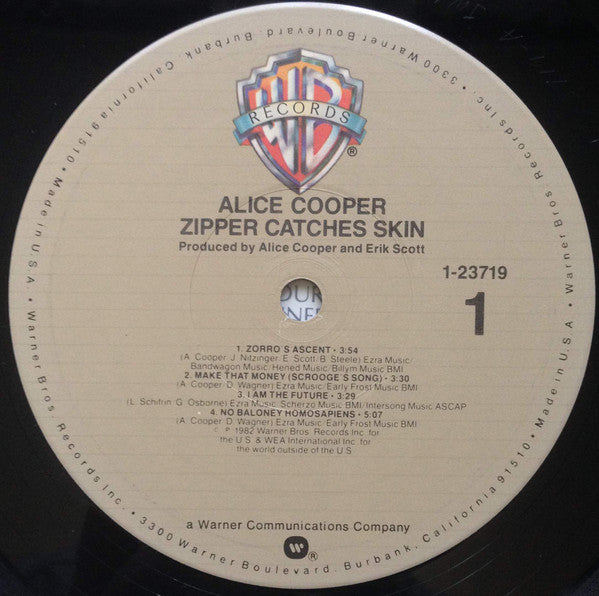 WB
RECORDS
®
ALICE COOPER
ZIPPER CATCHES SKIN
Produced by Alice Cooper and Erik Scott
1-23719
1
OUR
1. ZORRO S ASCENT • 3:54
(A. Cooper J. Nitzinger E. Scott B. Steele) Ezra Music/
Bandwagon Music/ Hened Music/ Billym Music BMI
2. MAKE THAT MONEY (SCROOGE'S SONG) • 3:30
(A. Cooper D. Wagner) Ezra Music Early Frost Music BMI
3. I AM THE FUTURE • 3:29
(L. Schifrin G. Osborne) Ezra Music Scherzo Music BMI/Intersong Music ASCAP
4. NO BALONEY HOMOSAPIENS • 5:07
(A. Cooper D. Wagner) Ezra Music Early Frost Music BMI
© ℗ 1982 Warner Bros. Records Inc. for
the U.S. & WEA International Inc. for
the world outside of the U.S
a Warner Communications Company
®
Made in U.S.A. • Warner Bros. Records Inc. • 3300 Warner Boulevard, Burbank, California 91510 • Made in U.S.A. • Warner Bros. Records Inc. • 3300 Warner Boulevard, Burbank, California 91510 •